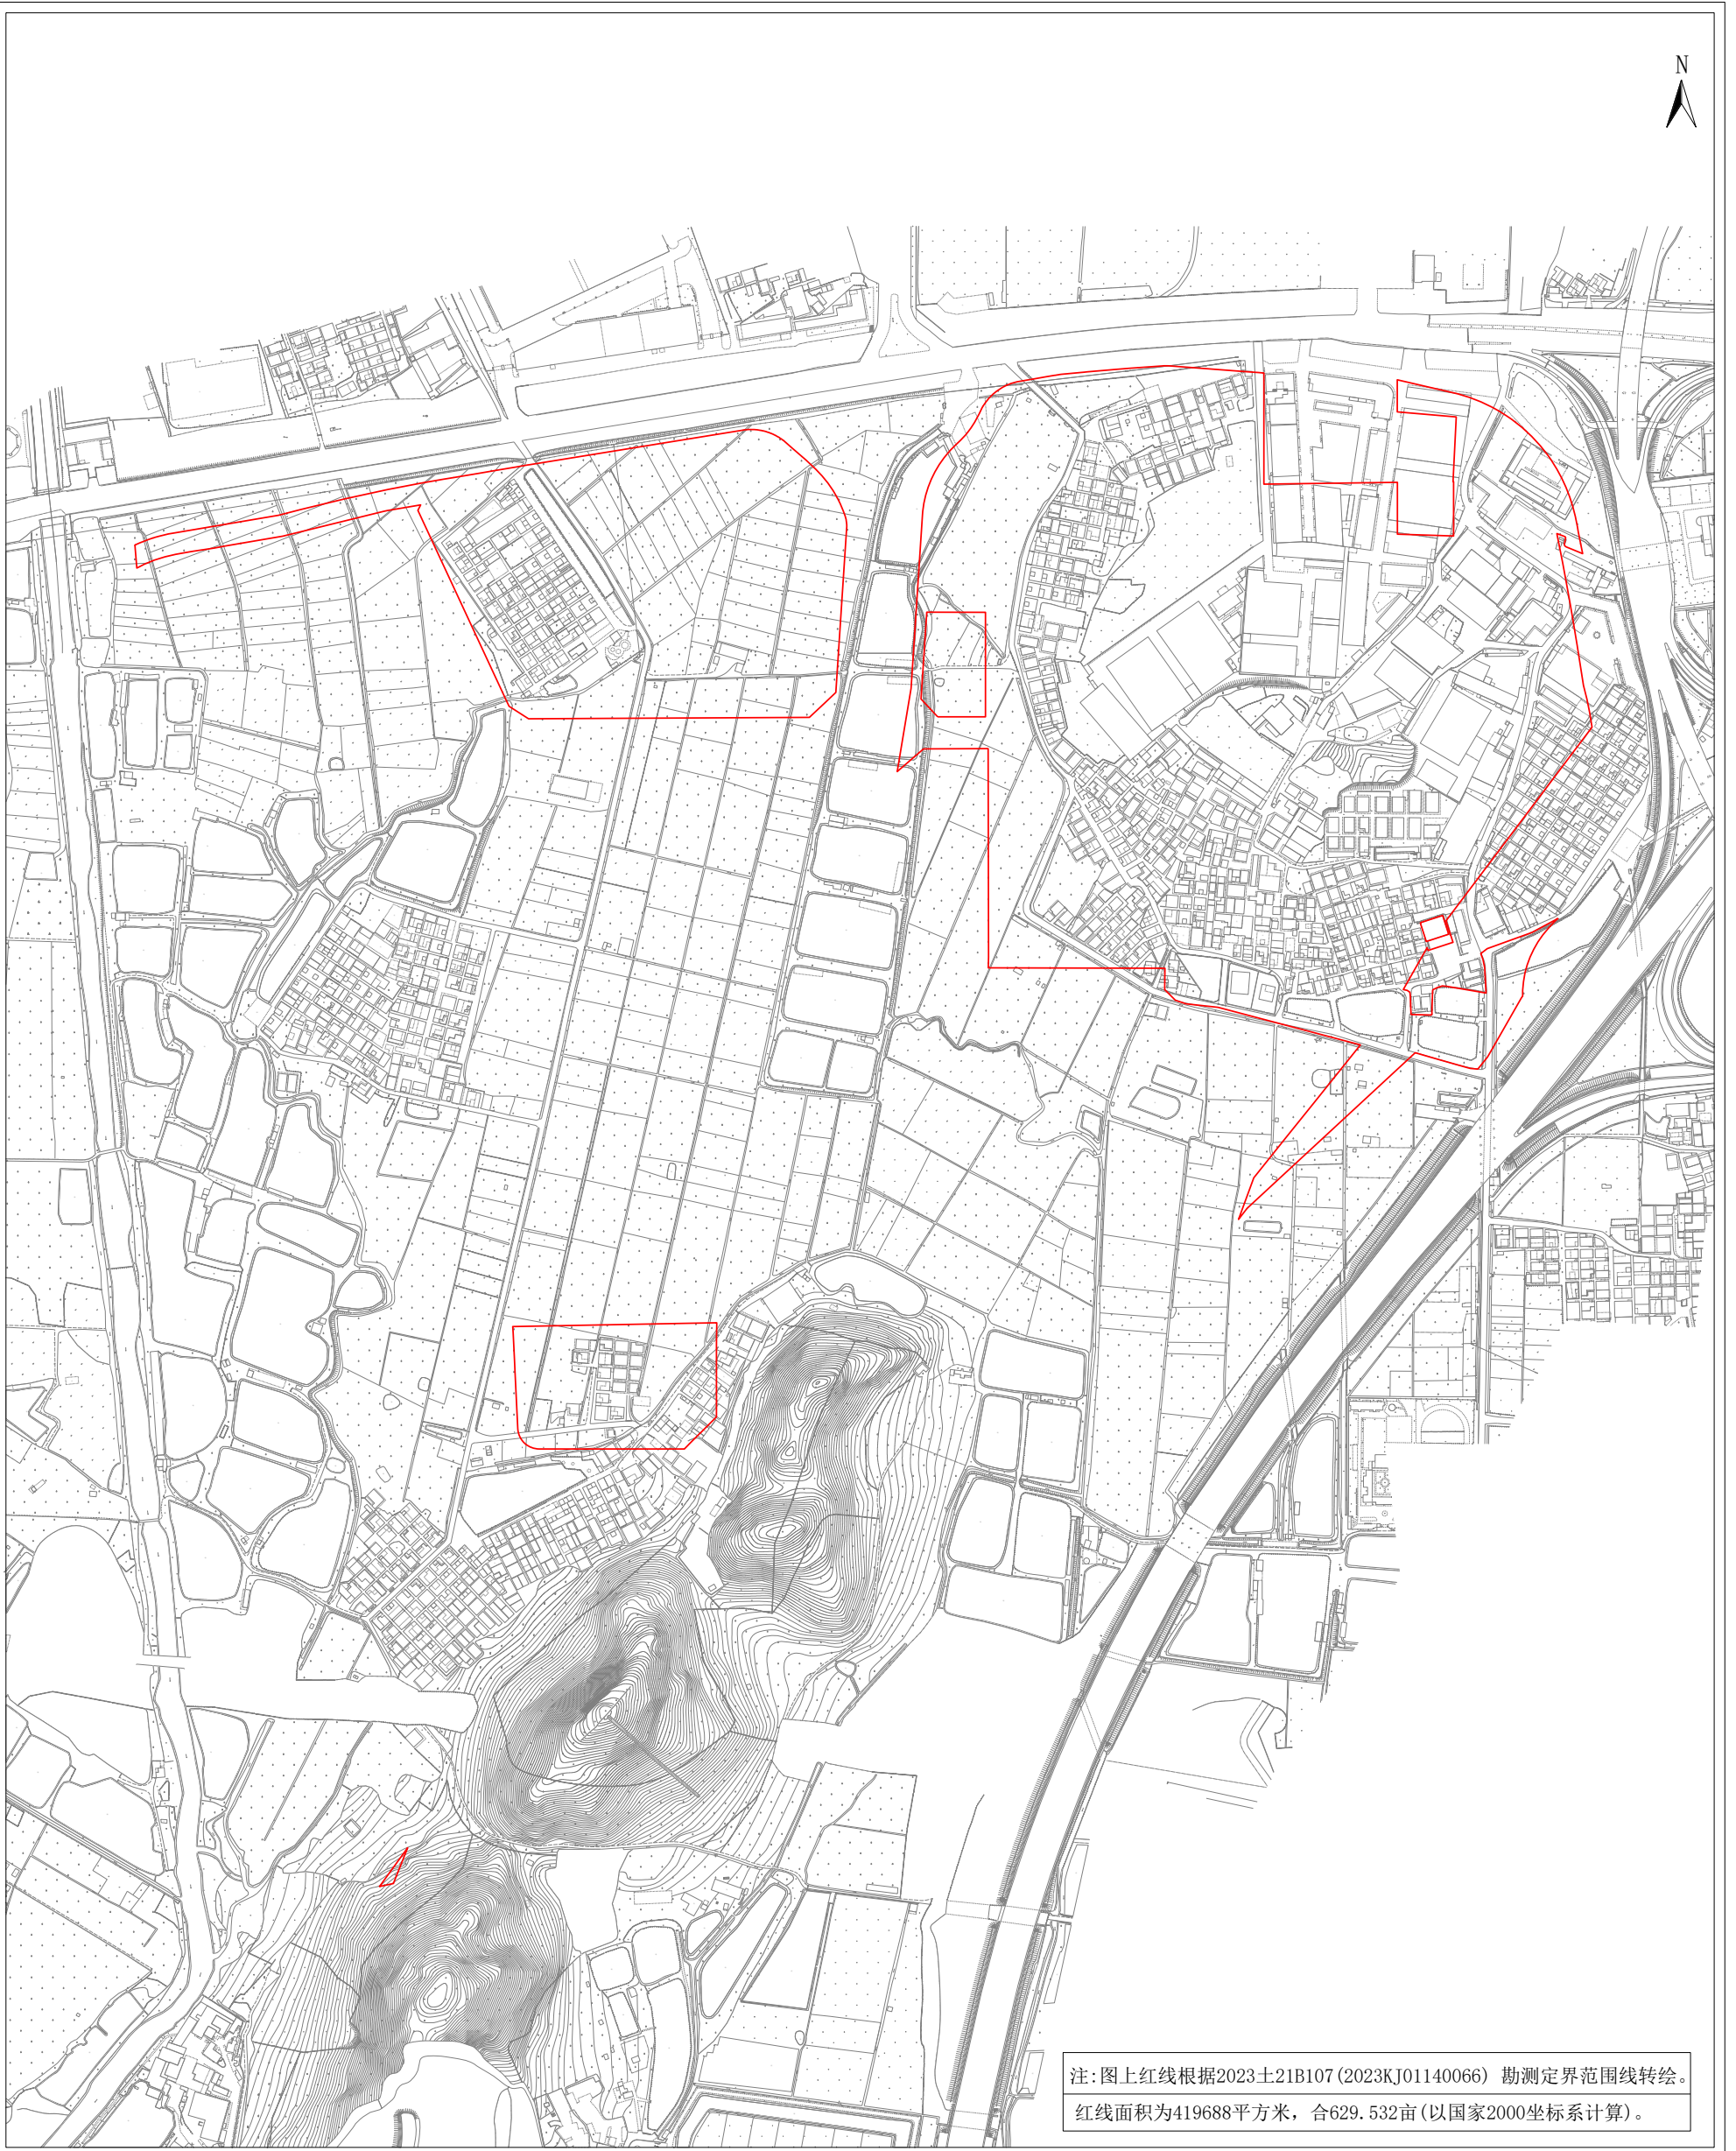 N
注:图上红线根据2023土21B107(2023KJ01140066) 勘测定界范围线转绘。
红线面积为419688平方米，合629.532亩(以国家2000坐标系计算)。